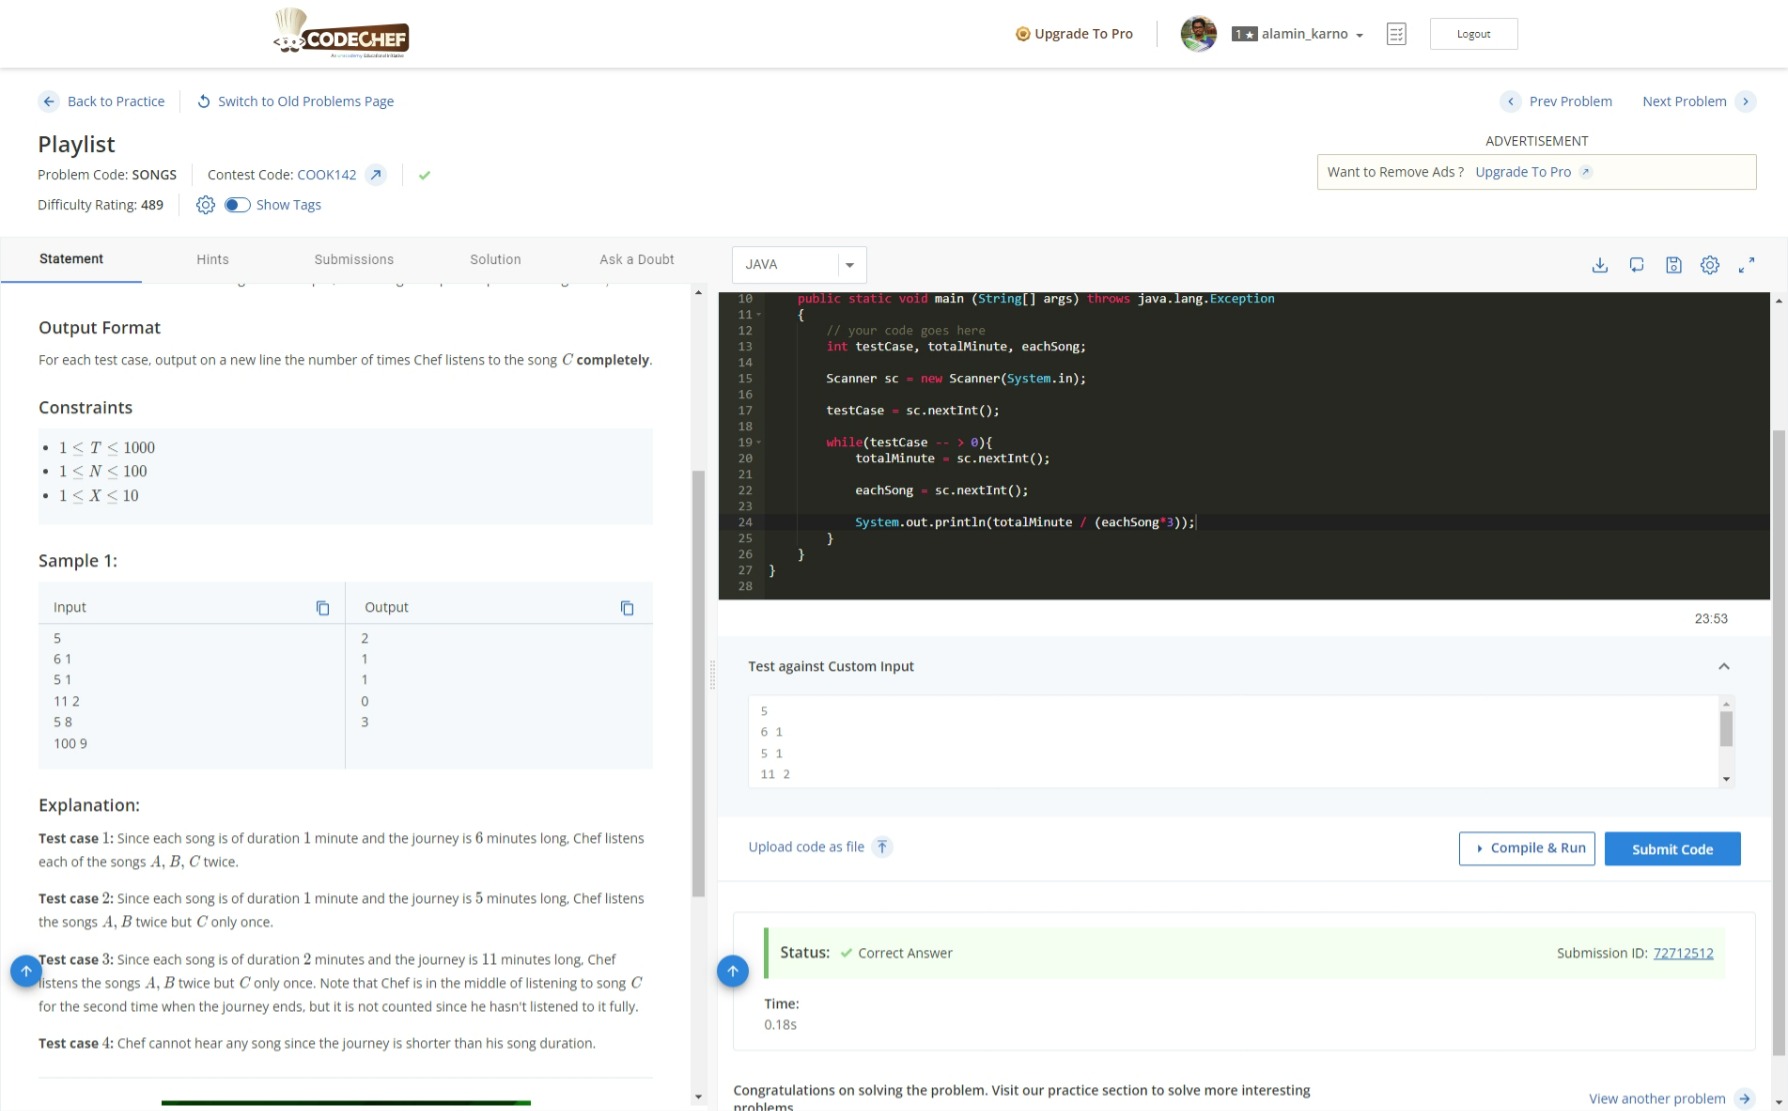 CODECHEF
An unacademy Educational Initiative
Upgrade To Pro
1★ alamin_karno
Logout
Back to Practice
Switch to Old Problems Page
Prev Problem
Next Problem
Playlist
Problem Code: SONGS
Contest Code: COOK142
Difficulty Rating: 489
Show Tags
ADVERTISEMENT
Want to Remove Ads ? Upgrade To Pro
Statement
Hints
Submissions
Solution
Ask a Doubt
Output Format
For each test case, output on a new line the number of times Chef listens to the song C completely.
Constraints
• 1 ≤ T ≤ 1000
• 1 ≤ N ≤ 100
• 1 ≤ X ≤ 10
Sample 1:
Input
Output
5
6 1
5 1
11 2
5 8
100 9
2
1
1
0
3
Explanation:
Test case 1: Since each song is of duration 1 minute and the journey is 6 minutes long, Chef listens
each of the songs A, B, C twice.
Test case 2: Since each song is of duration 1 minute and the journey is 5 minutes long, Chef listens
the songs A, B twice but C only once.
Test case 3: Since each song is of duration 2 minutes and the journey is 11 minutes long, Chef
listens the songs A, B twice but C only once. Note that Chef is in the middle of listening to song C
for the second time when the journey ends, but it is not counted since he hasn't listened to it fully.
Test case 4: Chef cannot hear any song since the journey is shorter than his song duration.
JAVA
10 public static void main (String[] args) throws java.lang.Exception
11 {
12 // your code goes here
13 int testCase, totalMinute, eachSong;
14
15 Scanner sc = new Scanner(System.in);
16
17 testCase = sc.nextInt();
18
19 while(testCase -- > 0){
20 totalMinute = sc.nextInt();
21
22 eachSong = sc.nextInt();
23
24 System.out.println(totalMinute / (eachSong*3));
25 }
26 }
27 }
28
23:53
Test against Custom Input
5
6 1
5 1
11 2
Upload code as file
Compile & Run
Submit Code
Status: Correct Answer
Submission ID: 72712512
Time:
0.18s
Congratulations on solving the problem. Visit our practice section to solve more interesting
problems
View another problem